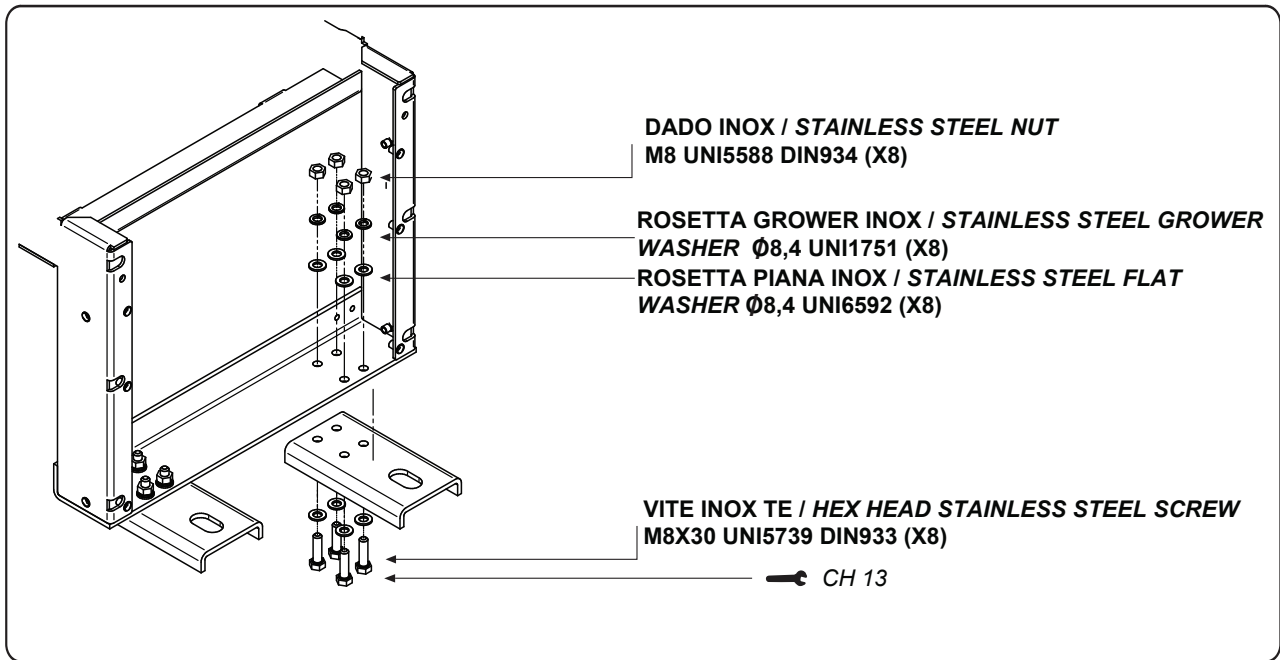 DADO INOX / STAINLESS STEEL NUT
M8 UNI5588 DIN934 (X8)
ROSETTA GROWER INOX / STAINLESS STEEL GROWER
WASHER Φ8,4 UNI1751 (X8)
ROSETTA PIANA INOX / STAINLESS STEEL FLAT
WASHER Φ8,4 UNI6592 (X8)
VITE INOX TE / HEX HEAD STAINLESS STEEL SCREW
M8X30 UNI5739 DIN933 (X8)
CH 13